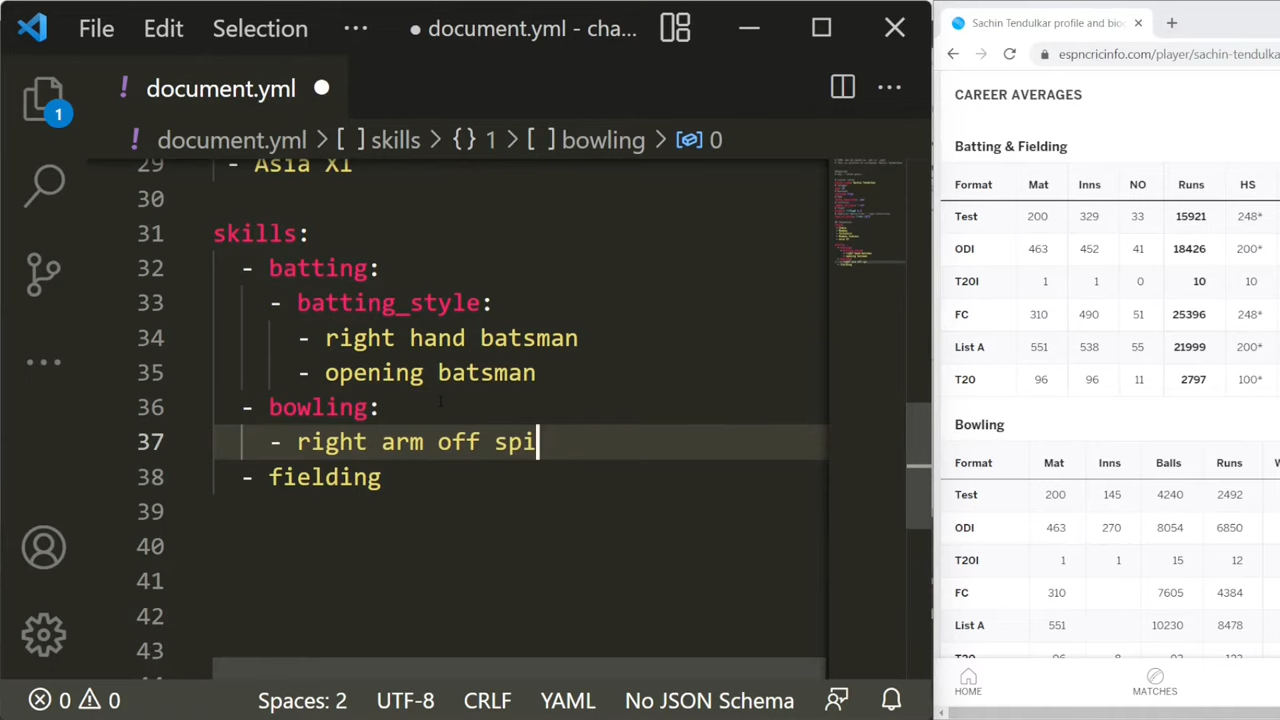 File Edit Selection ··· ● document.yml - cha...
! document.yml ●
1
! document.yml > [ ] skills > {} 1 > [ ] bowling > 0
29 - Asia XI
30
31 skills:
32 - batting:
33 - batting_style:
34 - right hand batsman
35 - opening batsman
36 - bowling:
37 - right arm off spi
38 - fielding
39
40
41
42
43
0 0 Spaces: 2 UTF-8 CRLF YAML No JSON Schema
Sachin Tendulkar profile and bio
espncricinfo.com/player/sachin-tendulka
CAREER AVERAGES
Batting & Fielding
Format Mat Inns NO Runs HS
Test 200 329 33 15921 248*
ODI 463 452 41 18426 200*
T20I 1 1 0 10 10
FC 310 490 51 25396 248*
List A 551 538 55 21999 200*
T20 96 96 11 2797 100*
Bowling
Format Mat Inns Balls Runs
Test 200 145 4240 2492
ODI 463 270 8054 6850
T20I 1 1 15 12
FC 310 7605 4384
List A 551 10230 8478
HOME MATCHES